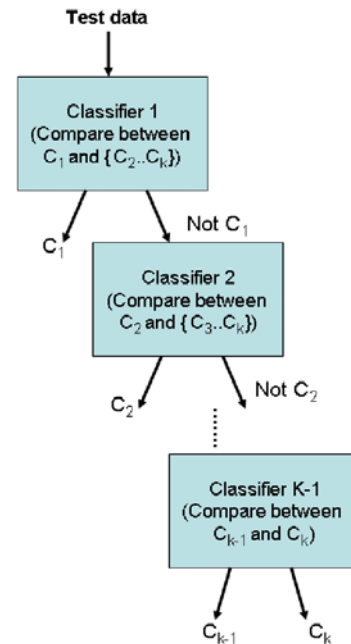 Test data
Classifier 1
(Compare between
C₁ and {C₂..Cₖ})
C₁
Not C₁
Classifier 2
(Compare between
C₂ and {C₃..Cₖ})
C₂
Not C₂
Classifier K-1
(Compare between
Cₖ₋₁ and Cₖ)
Cₖ₋₁
Cₖ